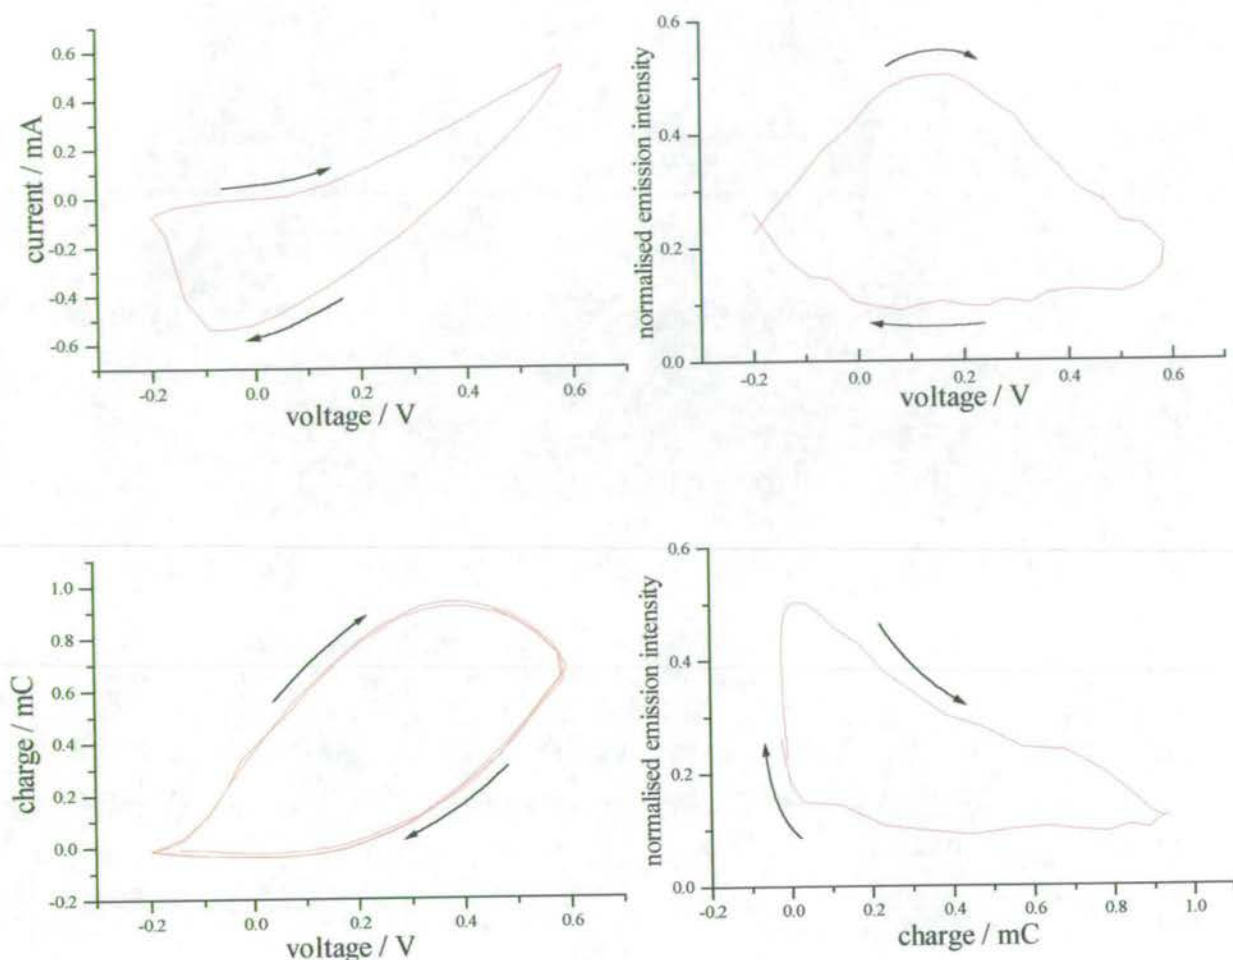 current / mA
0.6
0.4
0.2
0.0
-0.2
-0.4
-0.6
-0.2 0.0 0.2 0.4 0.6
voltage / V
normalised emission intensity
0.6
0.4
0.2
0.0
-0.2 0.0 0.2 0.4 0.6
voltage / V
charge / mC
1.0
0.8
0.6
0.4
0.2
0.0
-0.2
-0.2 0.0 0.2 0.4 0.6
voltage / V
normalised emission intensity
0.6
0.4
0.2
0.0
-0.2 0.0 0.2 0.4 0.6 0.8 1.0
charge / mC